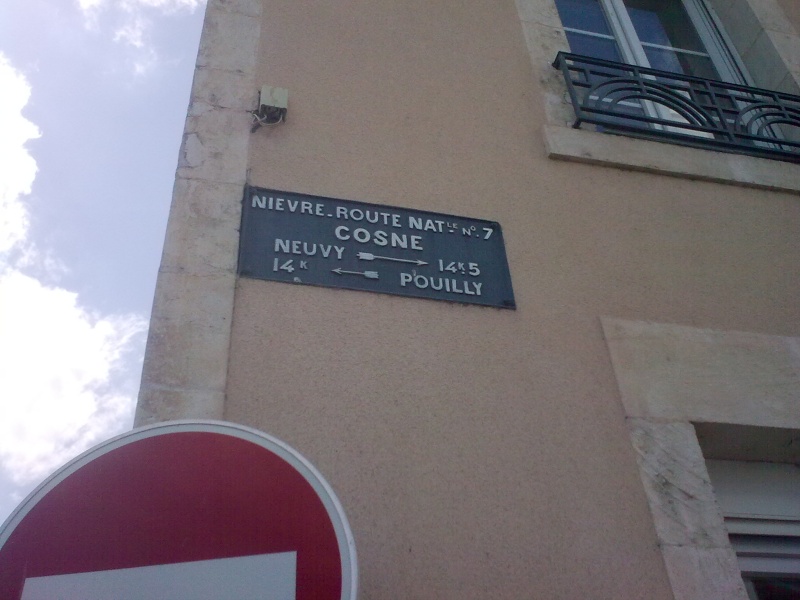 NIEVRE-ROUTE NATLE NO 7
COSNE
NEUVY 14K5
14K POUILLY